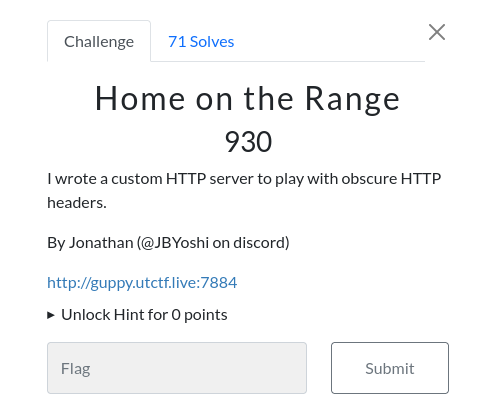 Challenge
71 Solves
Home on the Range
930
I wrote a custom HTTP server to play with obscure HTTP
headers.
By Jonathan (@JBYoshi on discord)
http://guppy.utctf.live:7884
Unlock Hint for 0 points
Flag
Submit